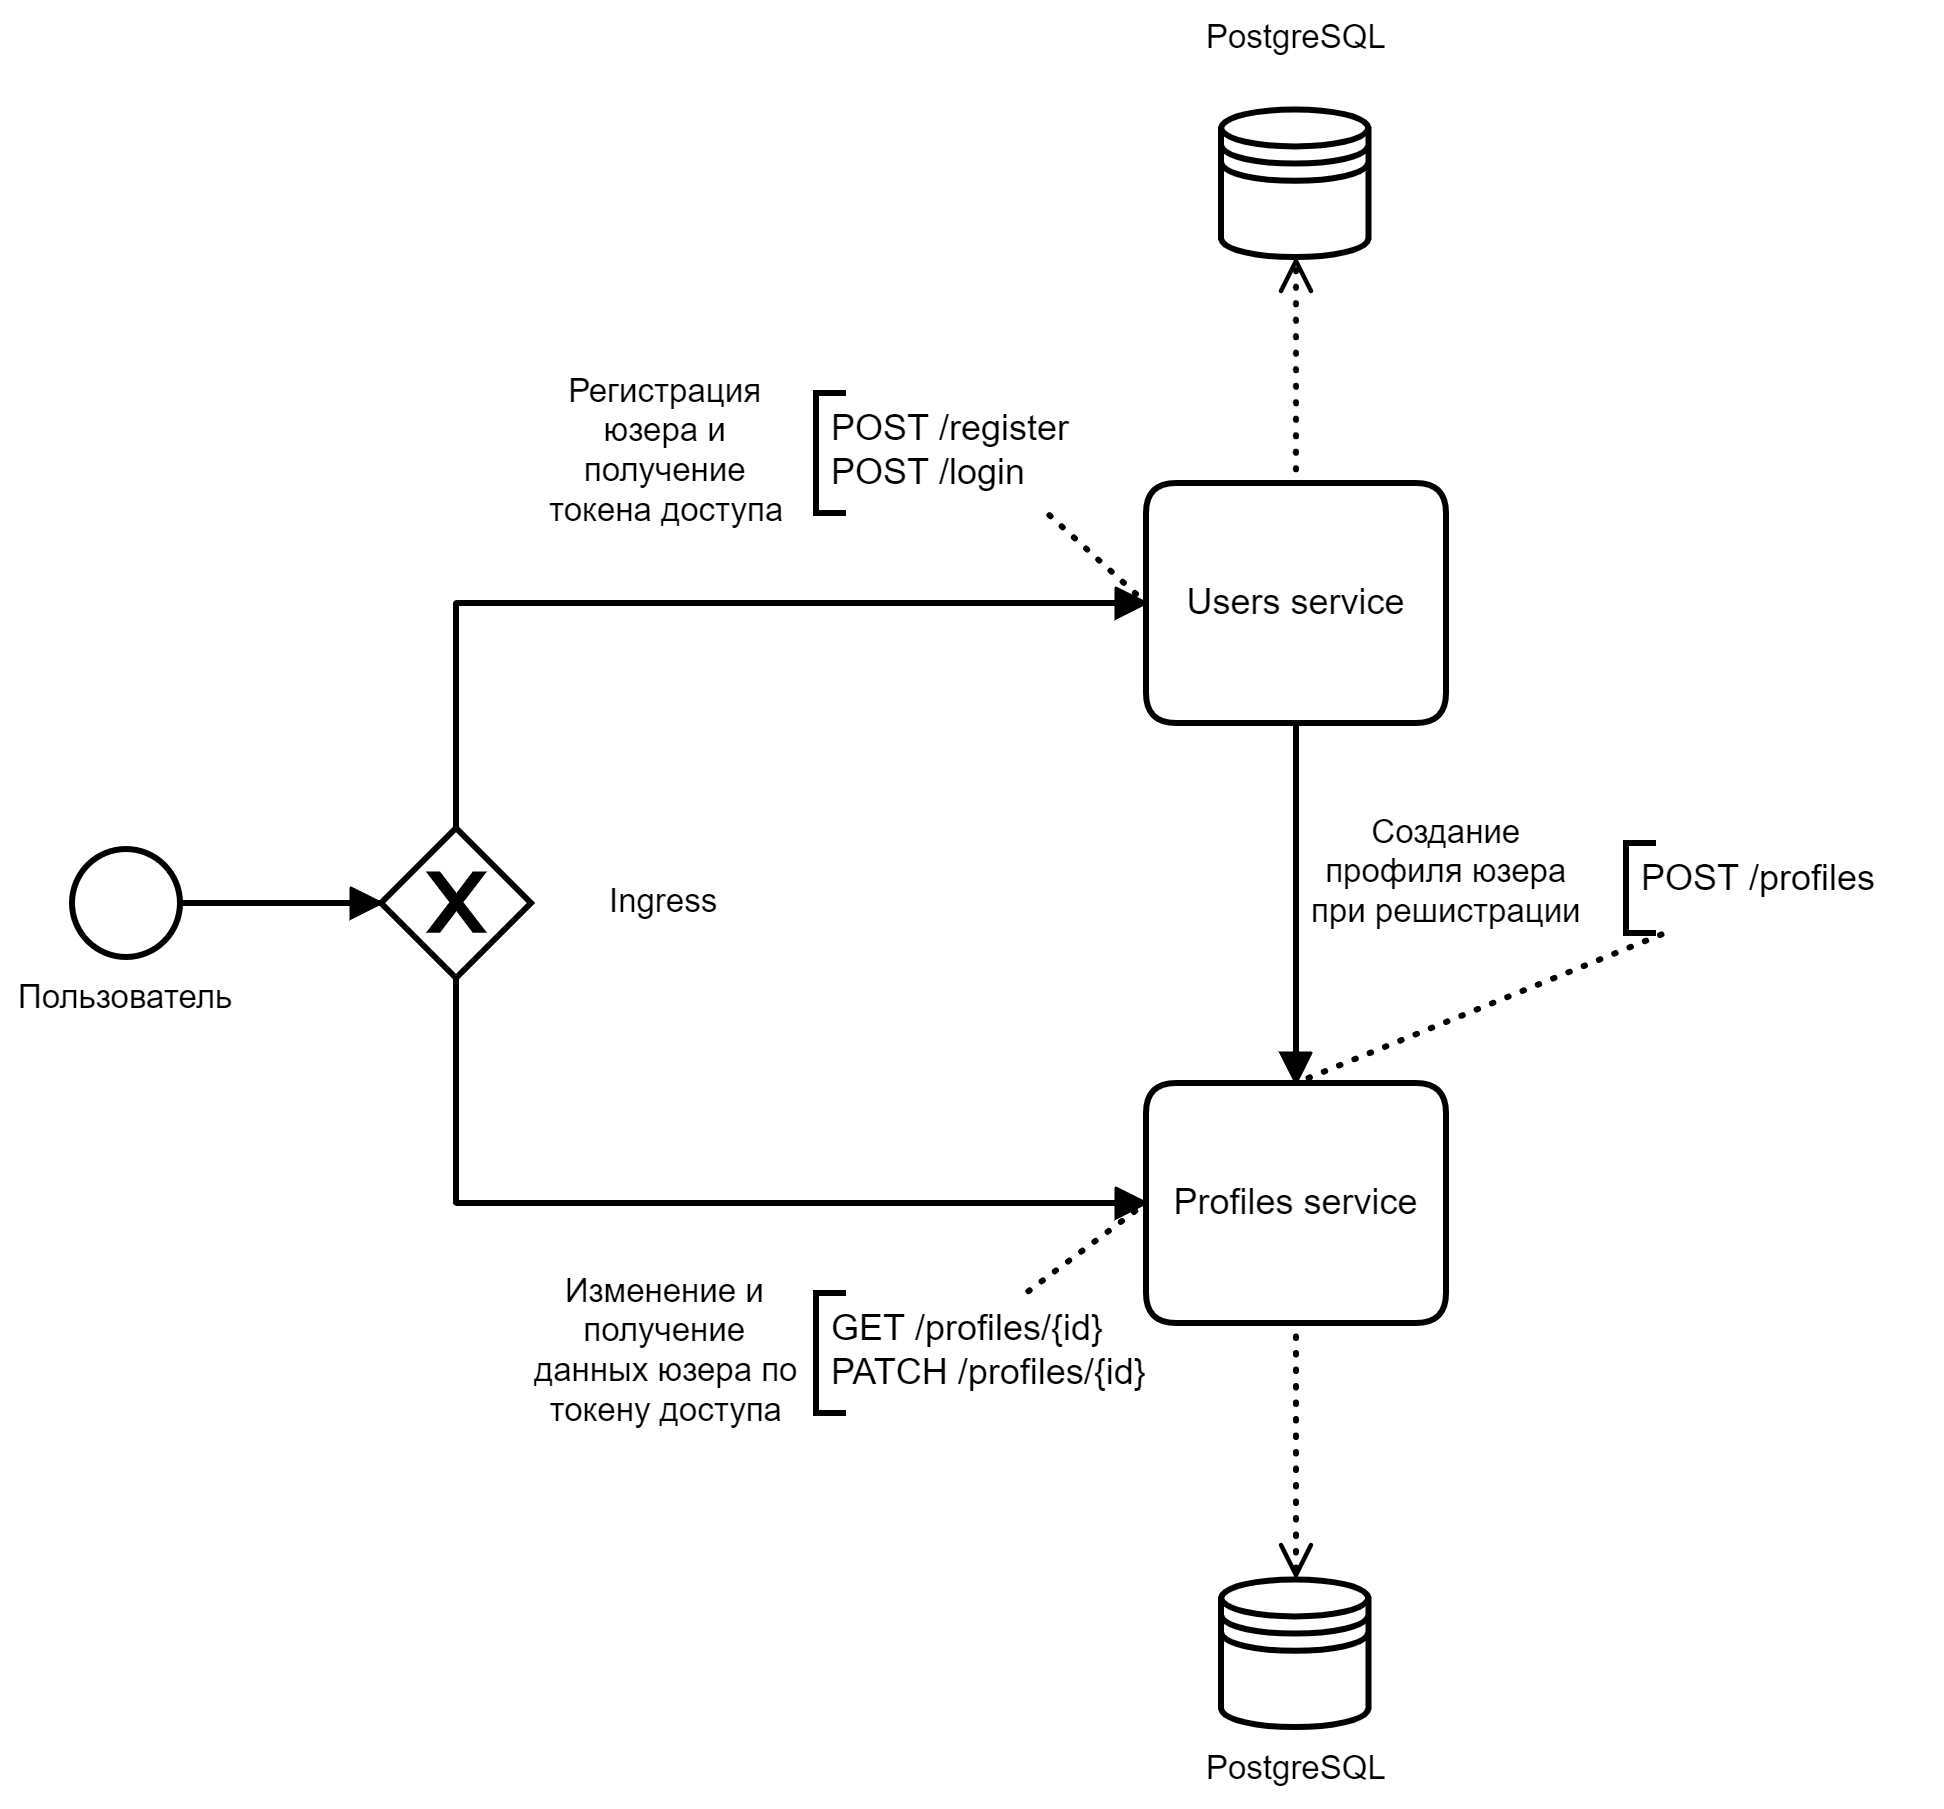 PostgreSQL
Регистрация
юзера и
получение
токена доступа
POST /register
POST /login
Users service
Создание
профиля юзера
при решистрации
POST /profiles
X
Ingress
Пользователь
Profiles service
Изменение и
получение
данных юзера по
токену доступа
GET /profiles/{id}
PATCH /profiles/{id}
PostgreSQL